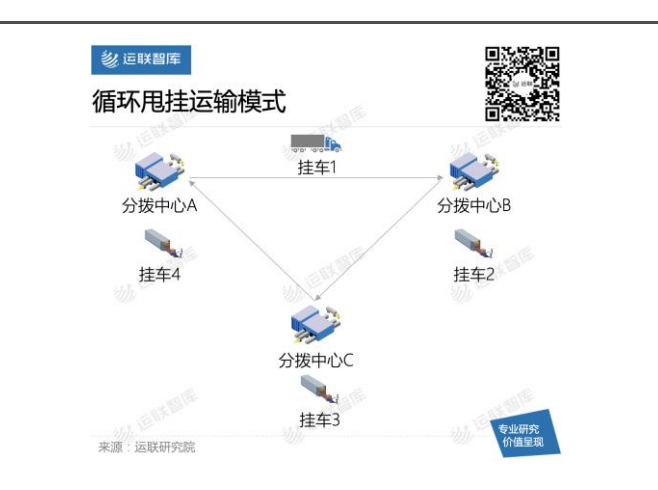 运联智库
循环甩挂运输模式
挂车1
分拨中心A
分拨中心B
挂车4
挂车2
分拨中心C
挂车3
专业研究
价值呈现
来源：运联研究院